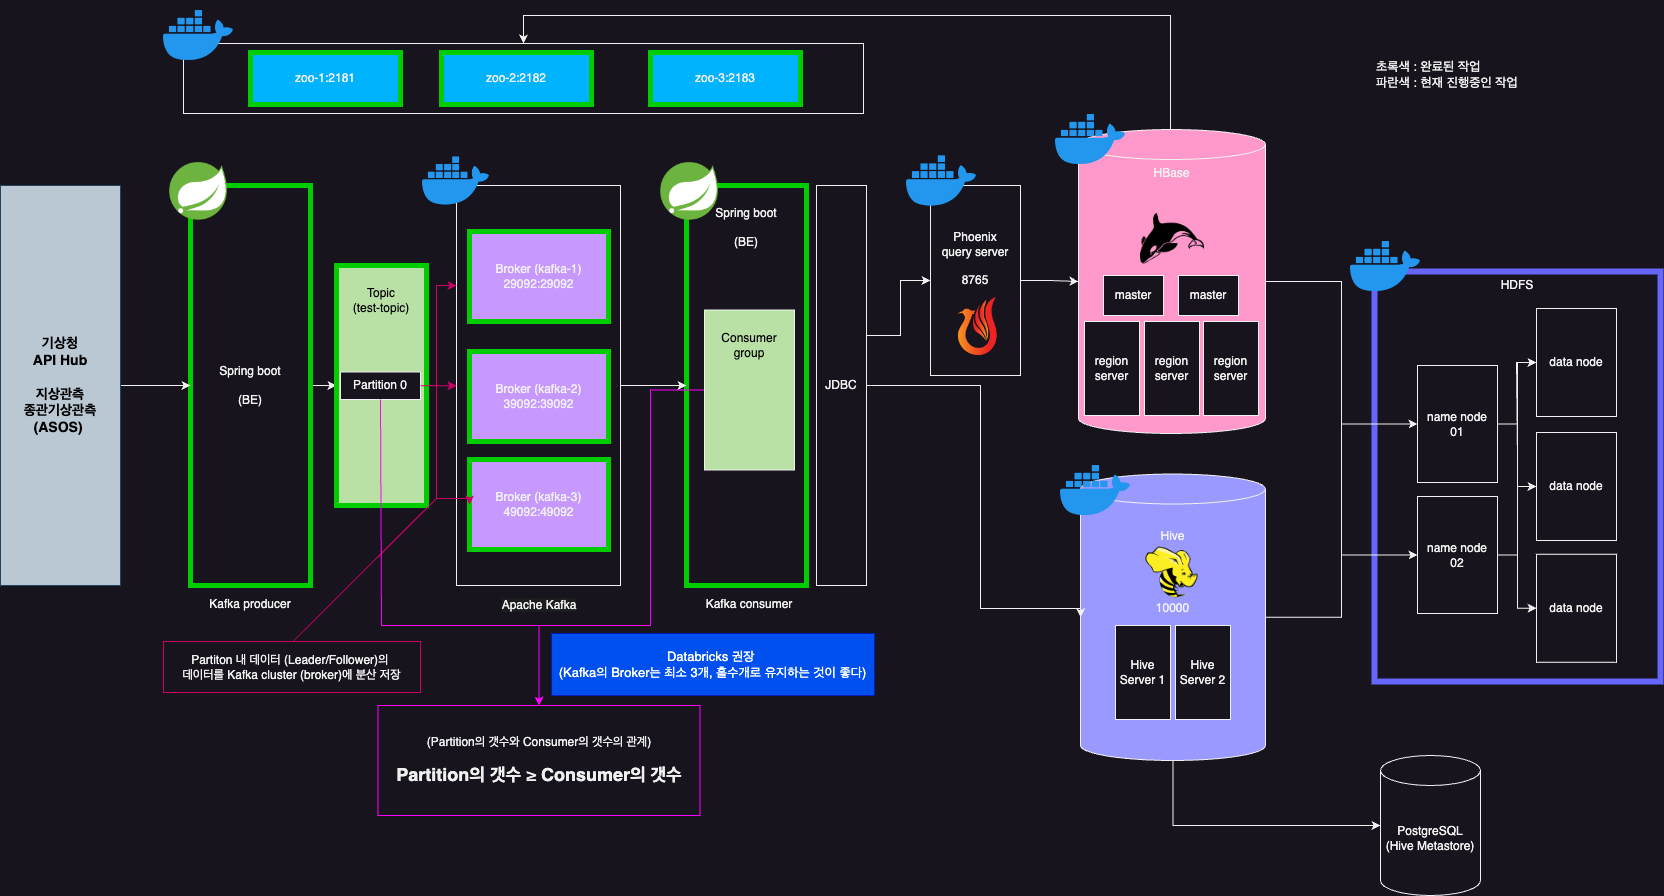 zoo-1:2181
zoo-2:2182
zoo-3:2183
초록색 : 완료된 작업
파란색 : 현재 진행중인 작업
기상청
API Hub
지상관측
종관기상관측
(ASOS)
Spring boot
(BE)
Kafka producer
Topic
(test-topic)
Partition 0
Broker (kafka-1)
29092:29092
Broker (kafka-2)
39092:39092
Broker (kafka-3)
49092:49092
Apache Kafka
Spring boot
(BE)
Consumer
group
Kafka consumer
JDBC
Phoenix
query server
8765
HBase
master
master
region
server
region
server
region
server
Hive
10000
Hive
Server 1
Hive
Server 2
HDFS
name node
01
name node
02
data node
data node
data node
PostgreSQL
(Hive Metastore)
Partiton 내 데이터 (Leader/Follower)의
데이터를 Kafka cluster (broker)에 분산 저장
Databricks 권장
(Kafka의 Broker는 최소 3개, 홀수개로 유지하는 것이 좋다)
(Partition의 갯수와 Consumer의 갯수의 관계)
Partition의 갯수 ≥ Consumer의 갯수